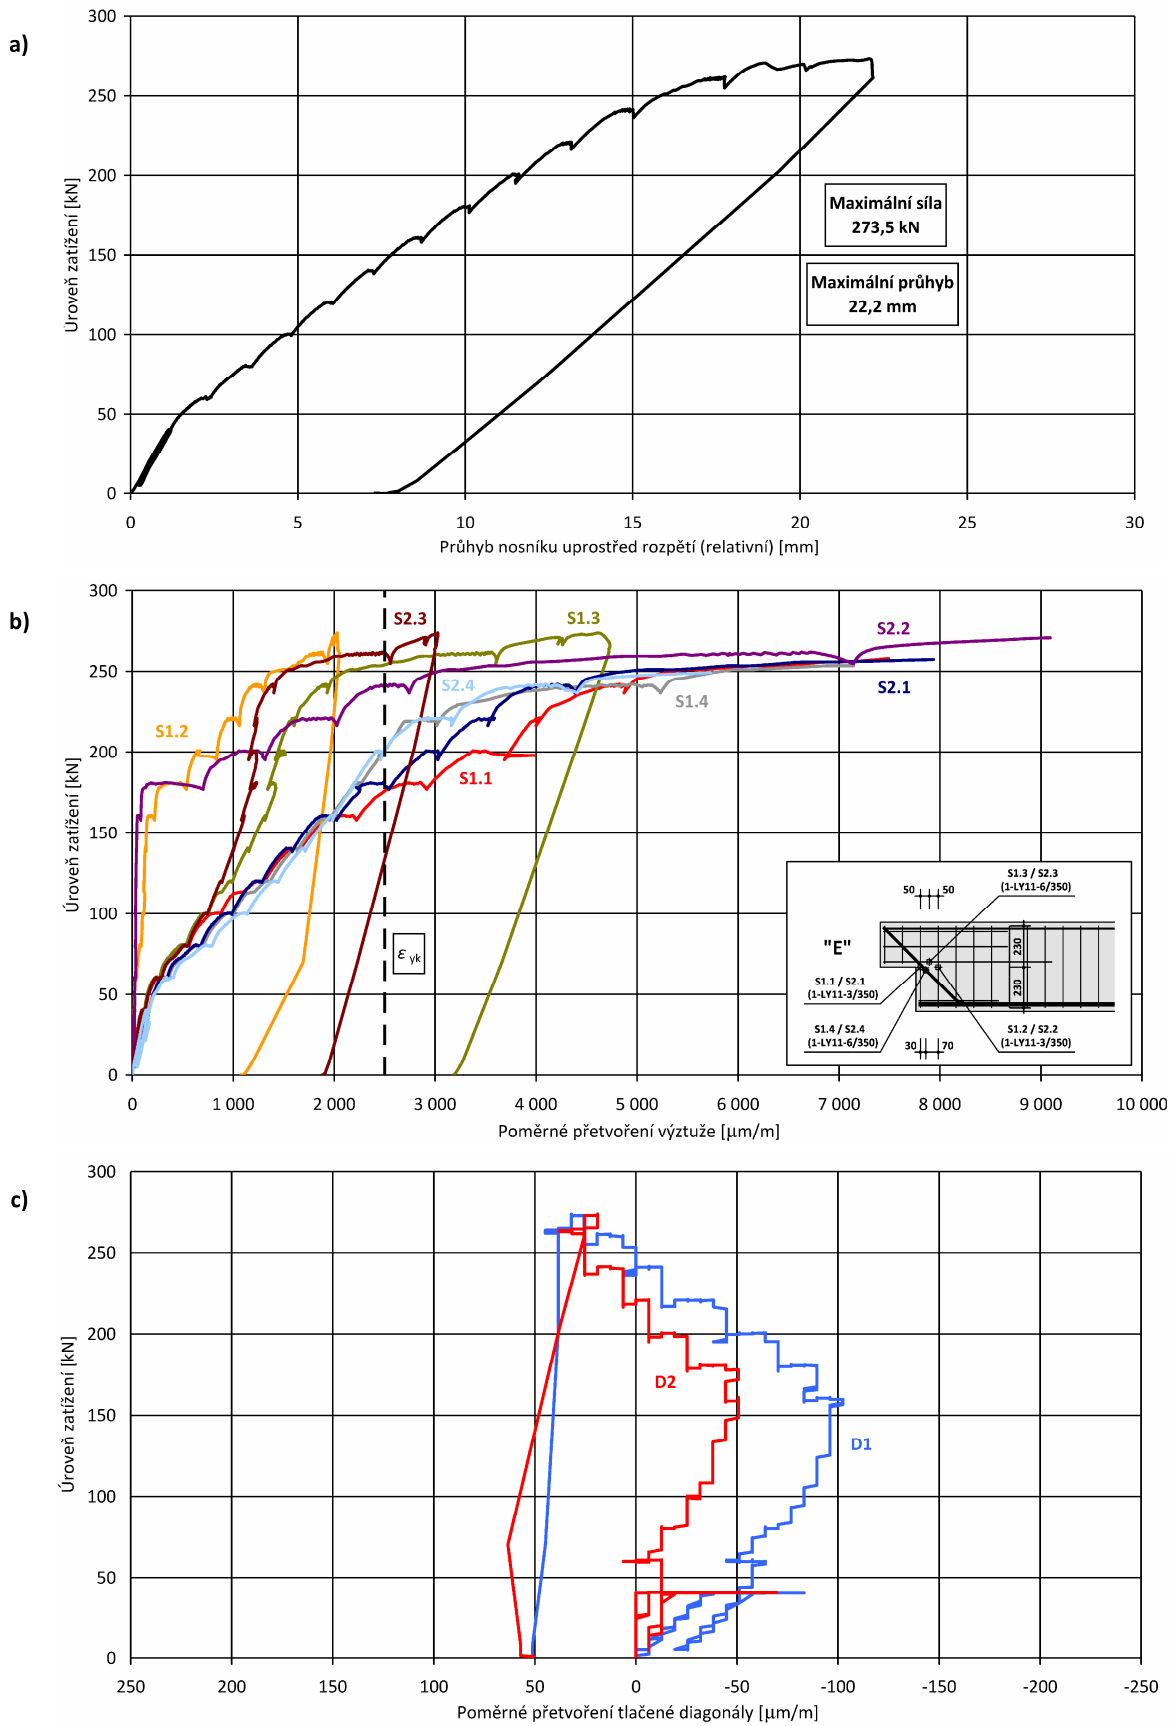 a)
300
250
200
150
100
50
0
Úroveň zatížení [kN]
Maximální síla
273,5 kN
Maximální průhyb
22,2 mm
0 5 10 15 20 25 30
Průhyb nosníku uprostřed rozpětí (relativní) [mm]
b)
300
250
200
150
100
50
0
Úroveň zatížení [kN]
S2.3
S1.3
S2.2
S2.4
S2.1
S1.4
S1.2
S1.1
ε yk
S1.3 / S2.3
(1-LY11-6/350)
50 50
"E"
230
230
S1.1 / S2.1
(1-LY11-3/350)
S1.4 / S2.4
(1-LY11-6/350)
S1.2 / S2.2
(1-LY11-3/350)
30 70
0 1 000 2 000 3 000 4 000 5 000 6 000 7 000 8 000 9 000 10 000
Poměrné přetvoření výztuže [μm/m]
c)
300
250
200
150
100
50
0
Úroveň zatížení [kN]
D2
D1
250 200 150 100 50 0 -50 -100 -150 -200 -250
Poměrné přetvoření tlačené diagonály [μm/m]